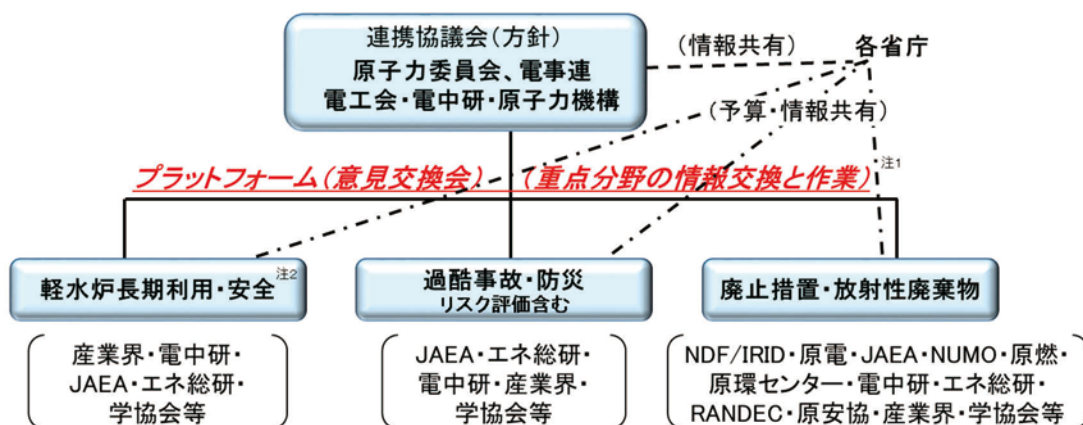 連携協議会(方針)
原子力委員会、電事連
電工会・電中研・原子力機構
(情報共有)
各省庁
(予算・情報共有)
プラットフォーム(意見交換会) (重点分野の情報交換と作業)注1
軽水炉長期利用・安全注2
過酷事故・防災
リスク評価含む
廃止措置・放射性廃棄物
産業界・電中研・
JAEA・エネ総研・
学協会等
JAEA・エネ総研・
電中研・産業界・
学協会等
NDF/IRID・原電・JAEA・NUMO・原燃・
原環センター・電中研・エネ総研・
RANDEC・原安協・産業界・学協会等